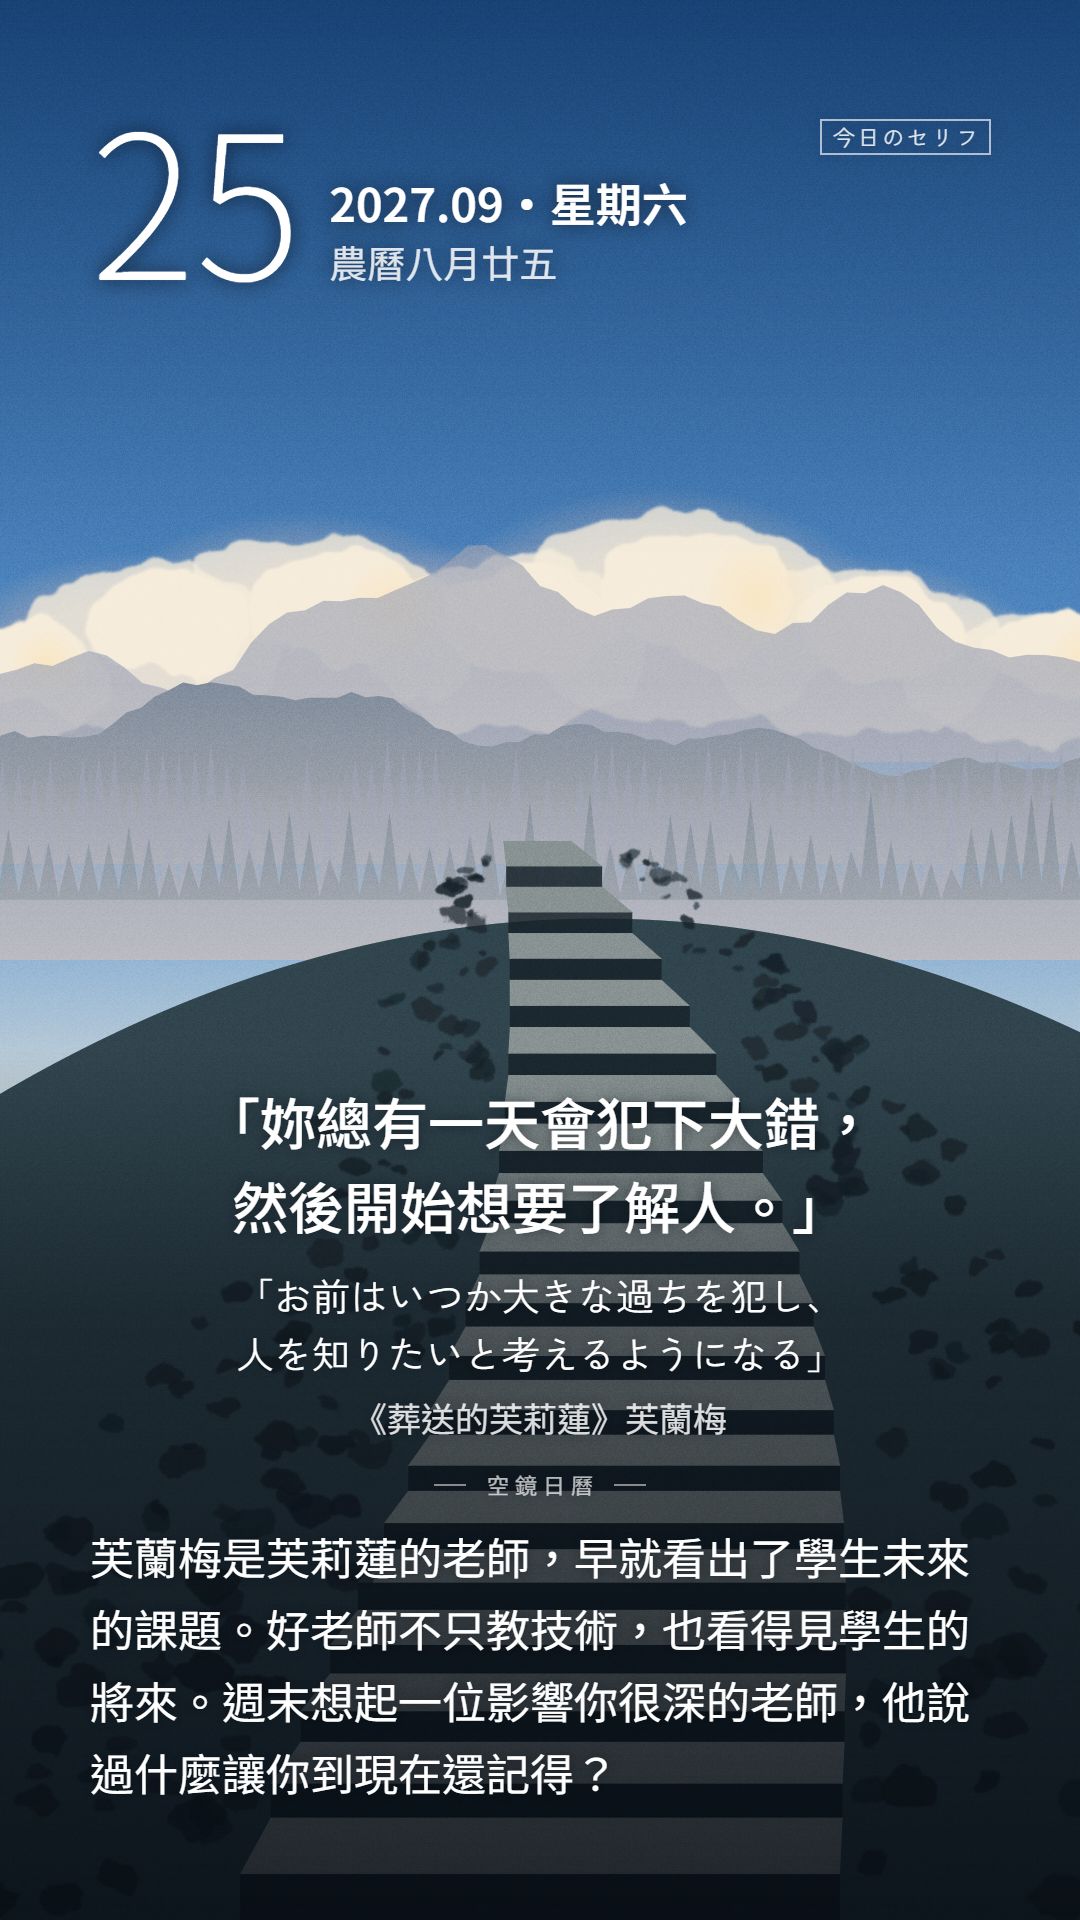 25
今日のセリフ
2027.09・星期六
農曆八月廿五
「妳總有一天會犯下大錯，
然後開始想要了解人。」
「お前はいつか大きな過ちを犯し、
人を知りたいと考えるようになる」
《葬送的芙莉蓮》芙蘭梅
空鏡日曆
芙蘭梅是芙莉蓮的老師，早就看出了學生未來
的課題。好老師不只教技術，也看得見學生的
將來。週末想起一位影響你很深的老師，他說
過什麼讓你到現在還記得？